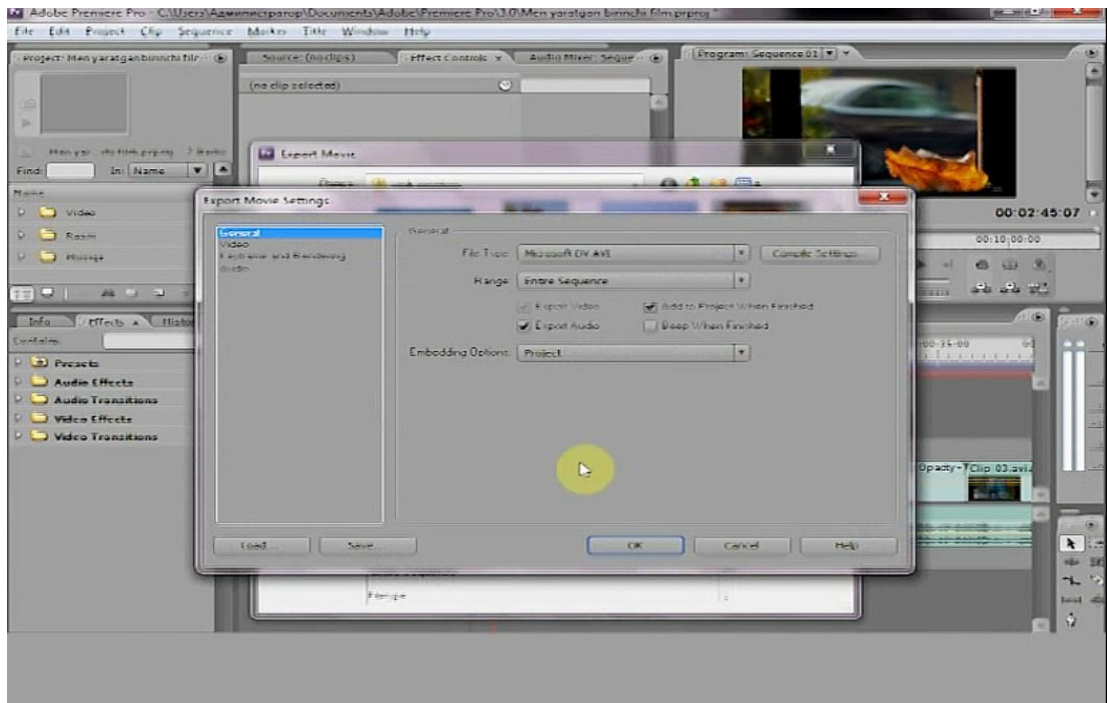 Adobe Premiere Pro - C:\Users\Администратор\Documents\Adobe\Premiere Pro\3.0\Men yaratgan birinchi film.prproj *
File Edit Project Clip Sequence Marker Title Window Help
Project: Men yaratgan birinchi film
Source: (no clips)
Effect Controls x
Audio Mixer: Seque
Program: Sequence 01
(no clip selected)
Find:
In: Name
Name
Video
Rasm
Musiqa
Export Movie
Export Movie Settings
00:02:45:07
00:10:00:00
General
Video
Keyframe and Rendering
Audio
General
File Type: Microsoft DV AVI
Compile Settings
Range: Entire Sequence
Export Video
Add to Project When Finished
Export Audio
Beep When Finished
Embedding Options: Project
Info
Effects x
Histor
Contains:
Presets
Audio Effects
Audio Transitions
Video Effects
Video Transitions
Opacity
Clip 03.avi
Load...
Save...
OK
Cancel
Help